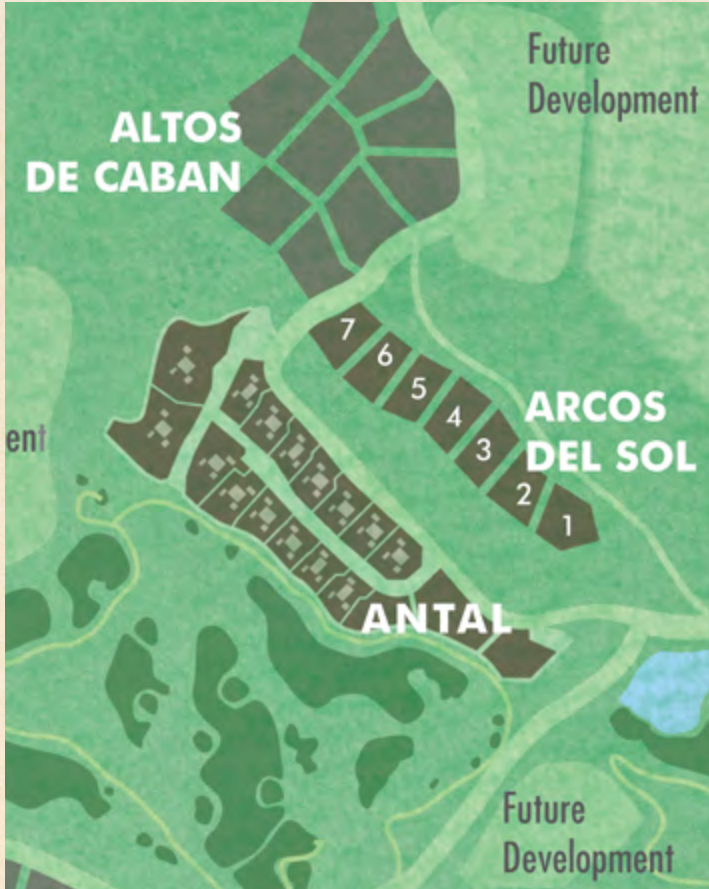 Future
Development
ALTOS
DE CABAN
7
6
5
4
3
2
1
ARCOS
DEL SOL
ent
ANTAL
Future
Development